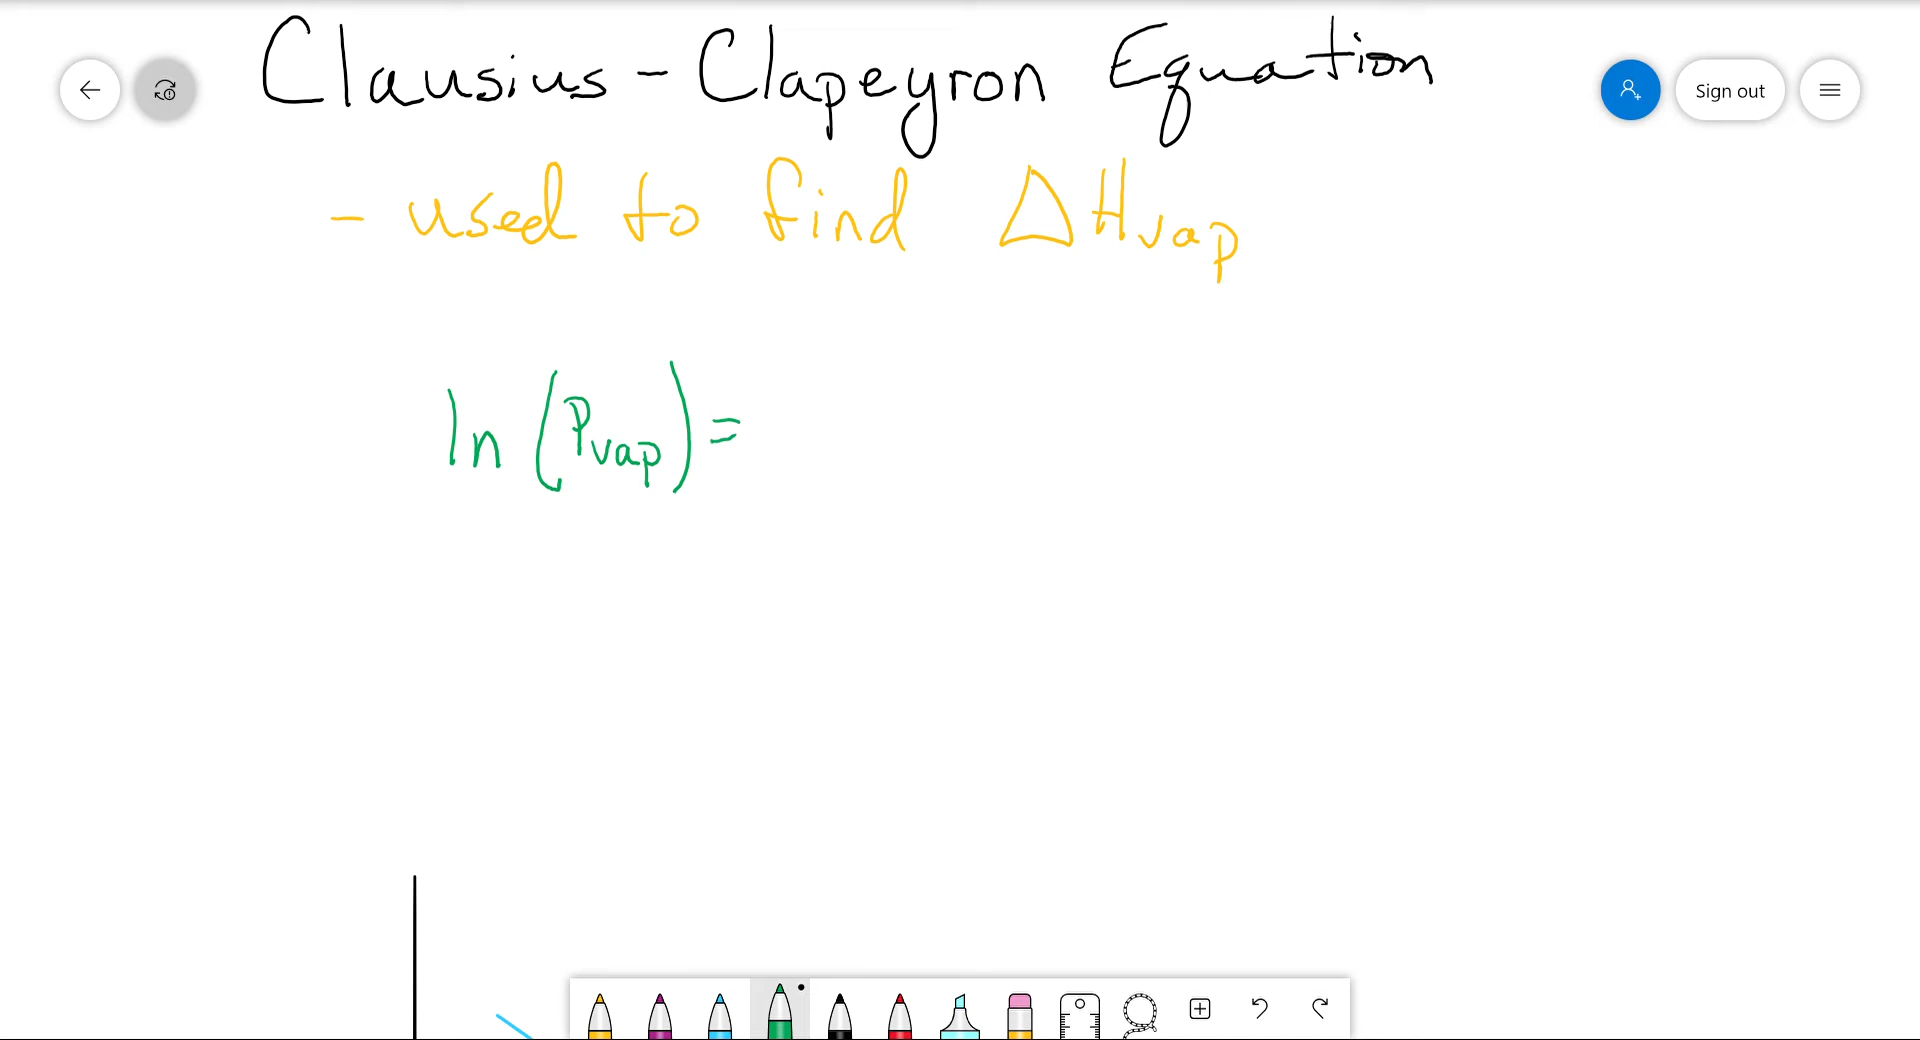 Clausius - Clapeyron Equation
Sign out
- used to find ΔHvap
ln (Pvap) =